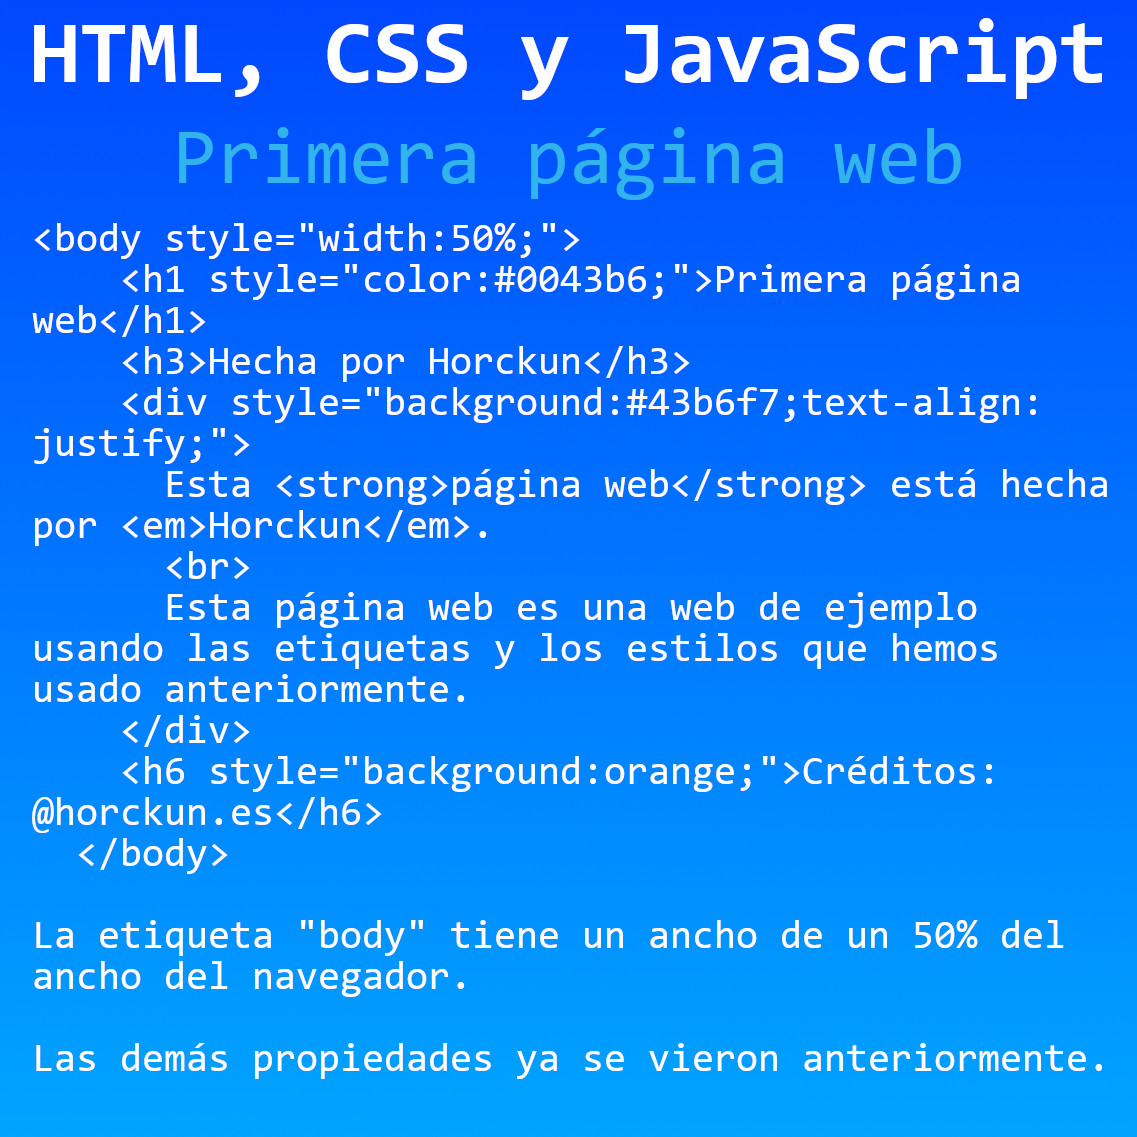 HTML, CSS y JavaScript
Primera página web
<body style="width:50%;">
<h1 style="color:#0043b6;">Primera página
web</h1>
<h3>Hecha por Horckun</h3>
<div style="background:#43b6f7;text-align:
justify;">
Esta <strong>página web</strong> está hecha
por <em>Horckun</em>.
<br>
Esta página web es una web de ejemplo
usando las etiquetas y los estilos que hemos
usado anteriormente.
</div>
<h6 style="background:orange;">Créditos:
@horckun.es</h6>
</body>
La etiqueta "body" tiene un ancho de un 50% del
ancho del navegador.
Las demás propiedades ya se vieron anteriormente.